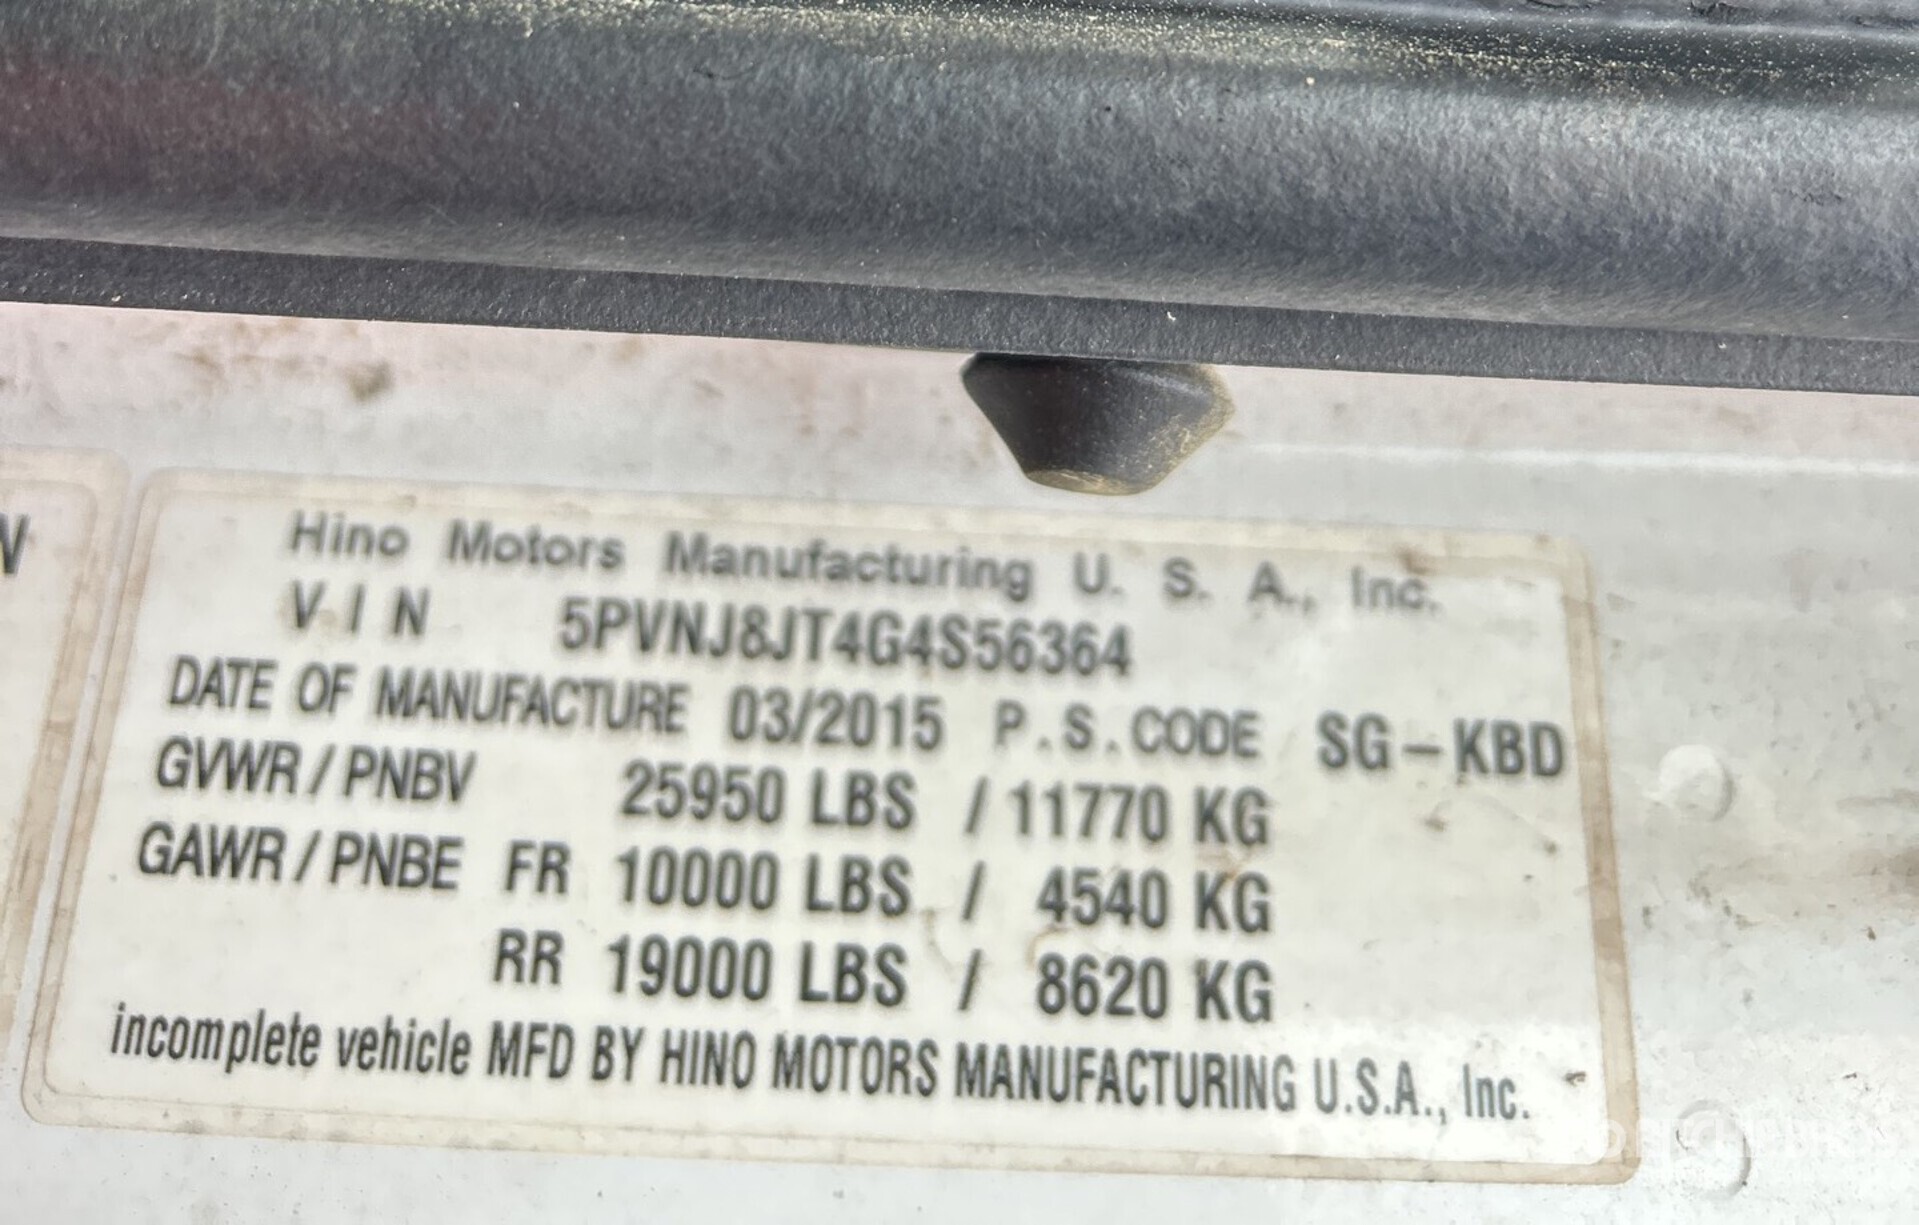 Hino Motors Manufacturing U. S. A., Inc.
VIN 5PVNJ8JT4G4S56364
DATE OF MANUFACTURE 03/2015 P.S.CODE SG-KBD
GVWR/PNBV 25950 LBS / 11770 KG
GAWR/PNBE FR 10000 LBS / 4540 KG
RR 19000 LBS / 8620 KG
incomplete vehicle MFD BY HINO MOTORS MANUFACTURING U.S.A., Inc.